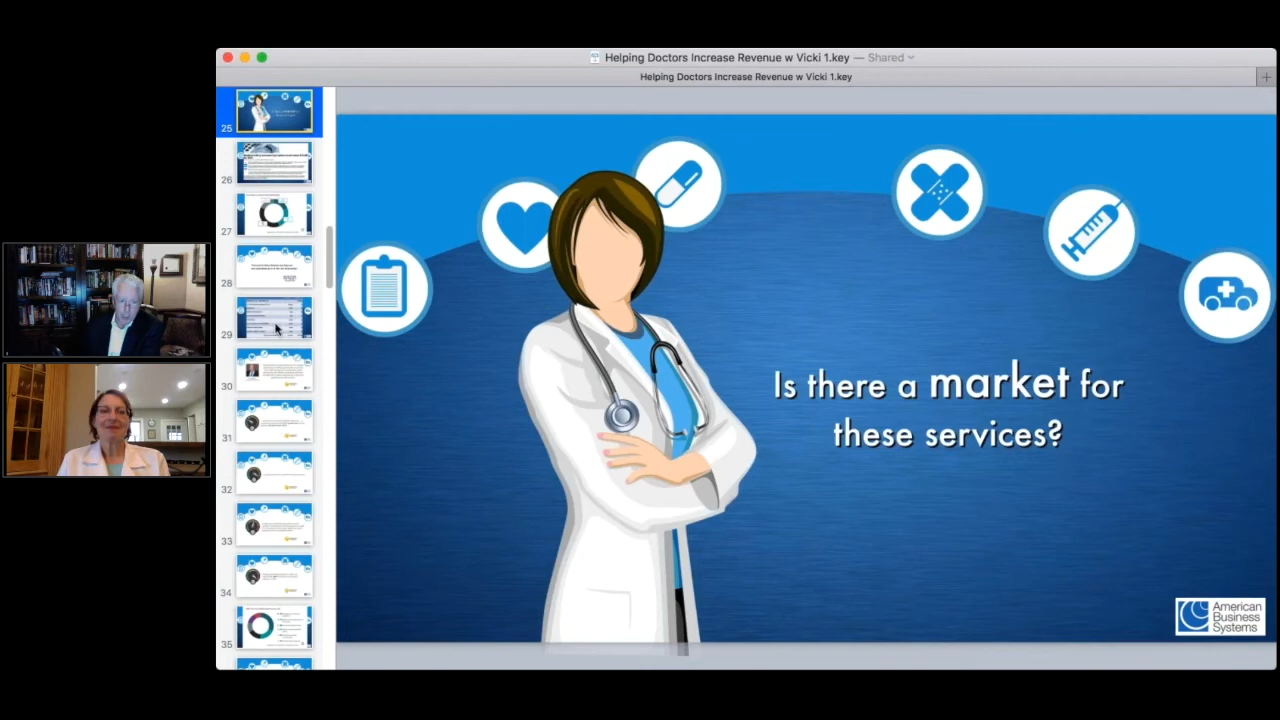 Helping Doctors Increase Revenue w Vicki 1.key — Shared
Helping Doctors Increase Revenue w Vicki 1.key
25
26
27
28
29
30
31
32
33
34
35
Is there a market for
these services?
American
Business
Systems